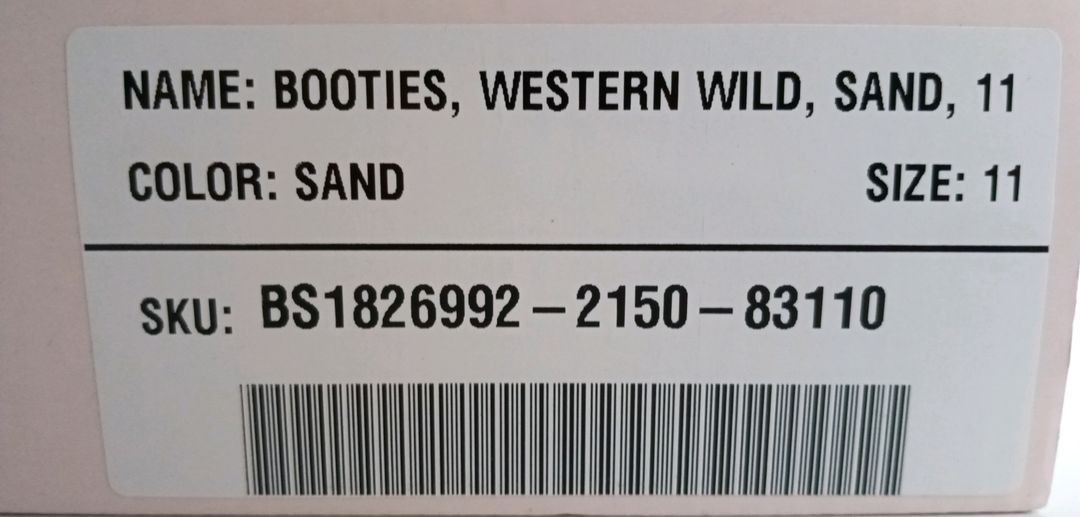 NAME: BOOTIES, WESTERN WILD, SAND, 11
COLOR: SAND SIZE: 11
SKU: BS1826992-2150-83110